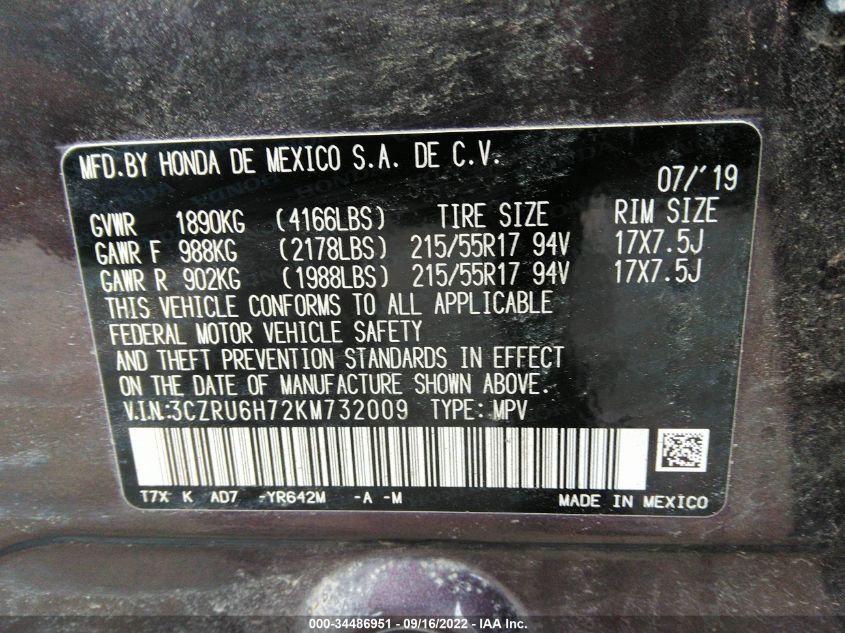 MFD.BY HONDA DE MEXICO S.A. DE C.V.
07/'19
GVWR 1890KG (4166LBS) TIRE SIZE RIM SIZE
GAWR F 988KG (2178LBS) 215/55R17 94V 17X7.5J
GAWR R 902KG (1988LBS) 215/55R17 94V 17X7.5J
THIS VEHICLE CONFORMS TO ALL APPLICABLE
FEDERAL MOTOR VEHICLE SAFETY
AND THEFT PREVENTION STANDARDS IN EFFECT
ON THE DATE OF MANUFACTURE SHOWN ABOVE.
V.I.N.:3CZRU6H72KM732009 TYPE: MPV
T7X K AD7 -YR642M -A -M MADE IN MEXICO
000-34486951 - 09/16/2022 - IAA Inc.